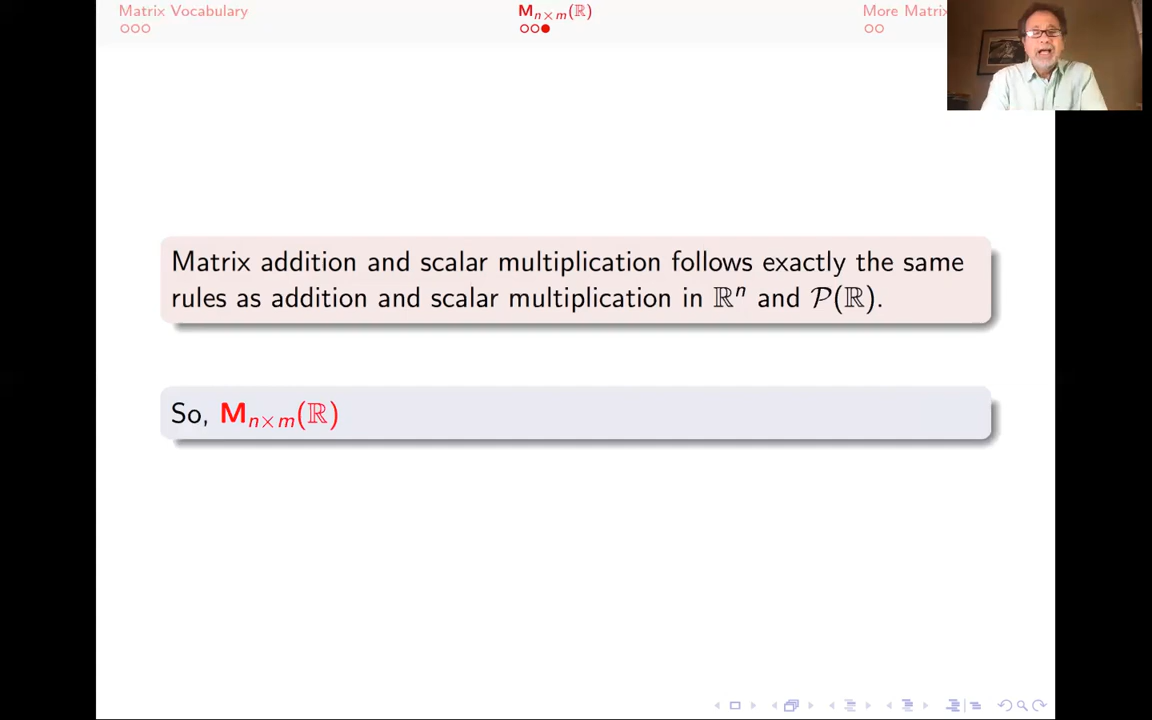 Matrix Vocabulary
M_{n×m}(ℝ)
More Matrix
Matrix addition and scalar multiplication follows exactly the same
rules as addition and scalar multiplication in ℝⁿ and 𝒫(ℝ).
So, M_{n×m}(ℝ)